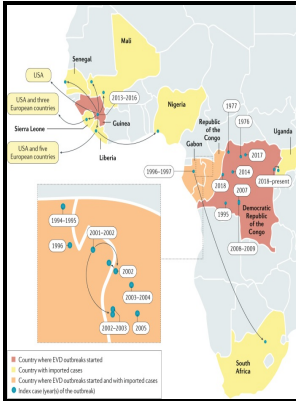 Mali
Senegal
USA
2013–2016
USA and three
European countries
Nigeria
Guinea
Sierra Leone
USA and five
European countries
Liberia
1977
1976
Republic
of the
Congo
Gabon
Uganda
2017
1996–1997
2014
2018–present
2018
2007
1995
Democratic
Republic
of the
Congo
2008–2009
1994–1995
2001–2002
1996
2002
2003–2004
2002–2003
2005
South
Africa
Country where EVD outbreaks started
Country with imported cases
Country where EVD outbreaks started and with imported cases
Index case (year(s) of the outbreak)